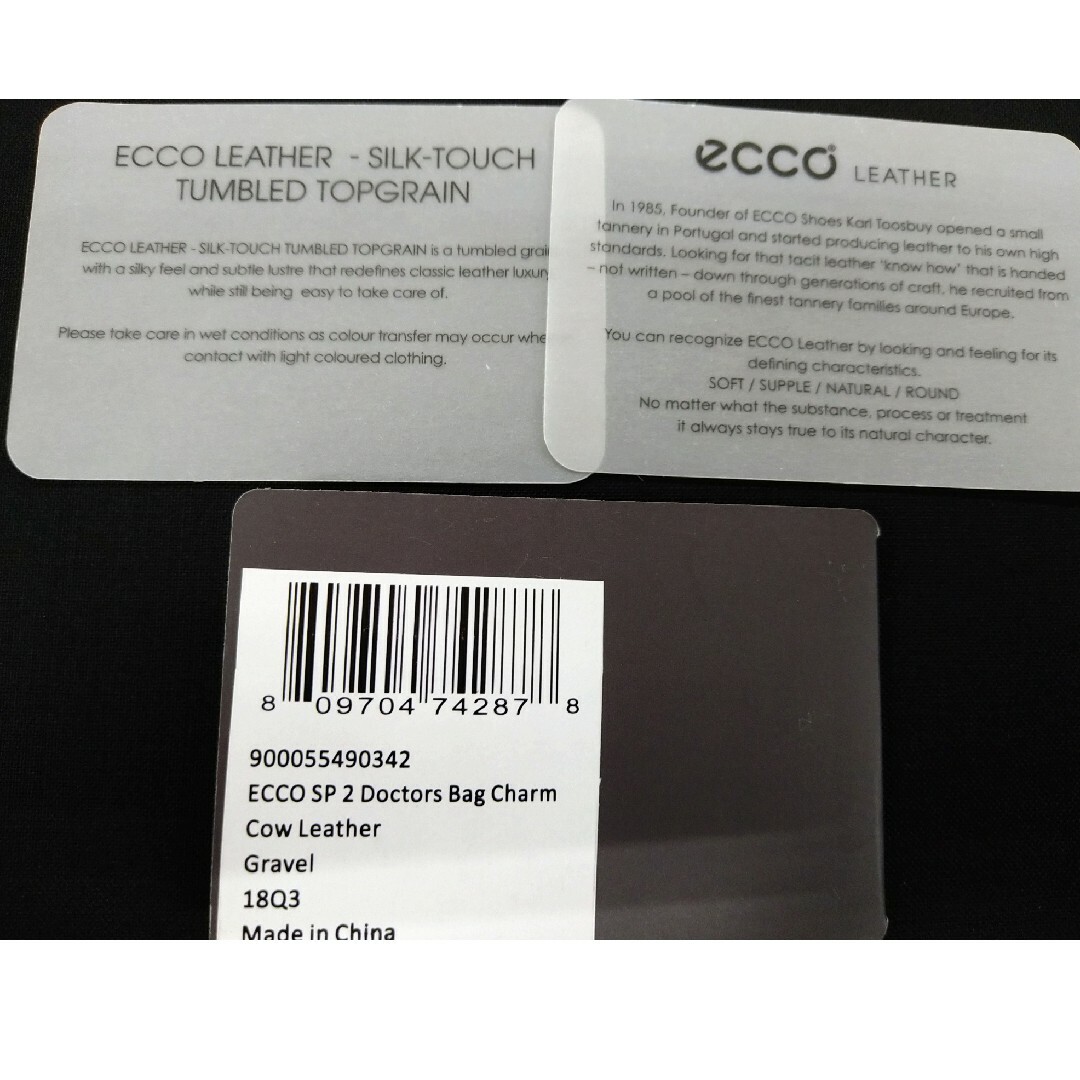 ECCO LEATHER - SILK-TOUCH
TUMBLED TOPGRAIN
ECCO LEATHER - SILK-TOUCH TUMBLED TOPGRAIN is a tumbled
with a silky feel and subtle lustre that redefines classic leather
while still being easy to take care of.
Please take care in wet conditions as colour transfer may occur
contact with light coloured clothing.
ecco LEATHER
In 1985, Founder of ECCO Shoes Karl Toosbuy opened a small
tannery in Portugal and started producing leather to his own high
standards. Looking for that tacit leather 'know how' that is handed
– not written – down through generations of craft, he recruited from
a pool of the finest tannery families around Europe.
You can recognize ECCO Leather by looking and feeling for its
defining characteristics.
SOFT / SUPPLE / NATURAL / ROUND
No matter what the substance, process or treatment
it always stays true to its natural character.
8 09704 74287 8
900055490342
ECCO SP 2 Doctors Bag Charm
Cow Leather
Gravel
18Q3
Made in China